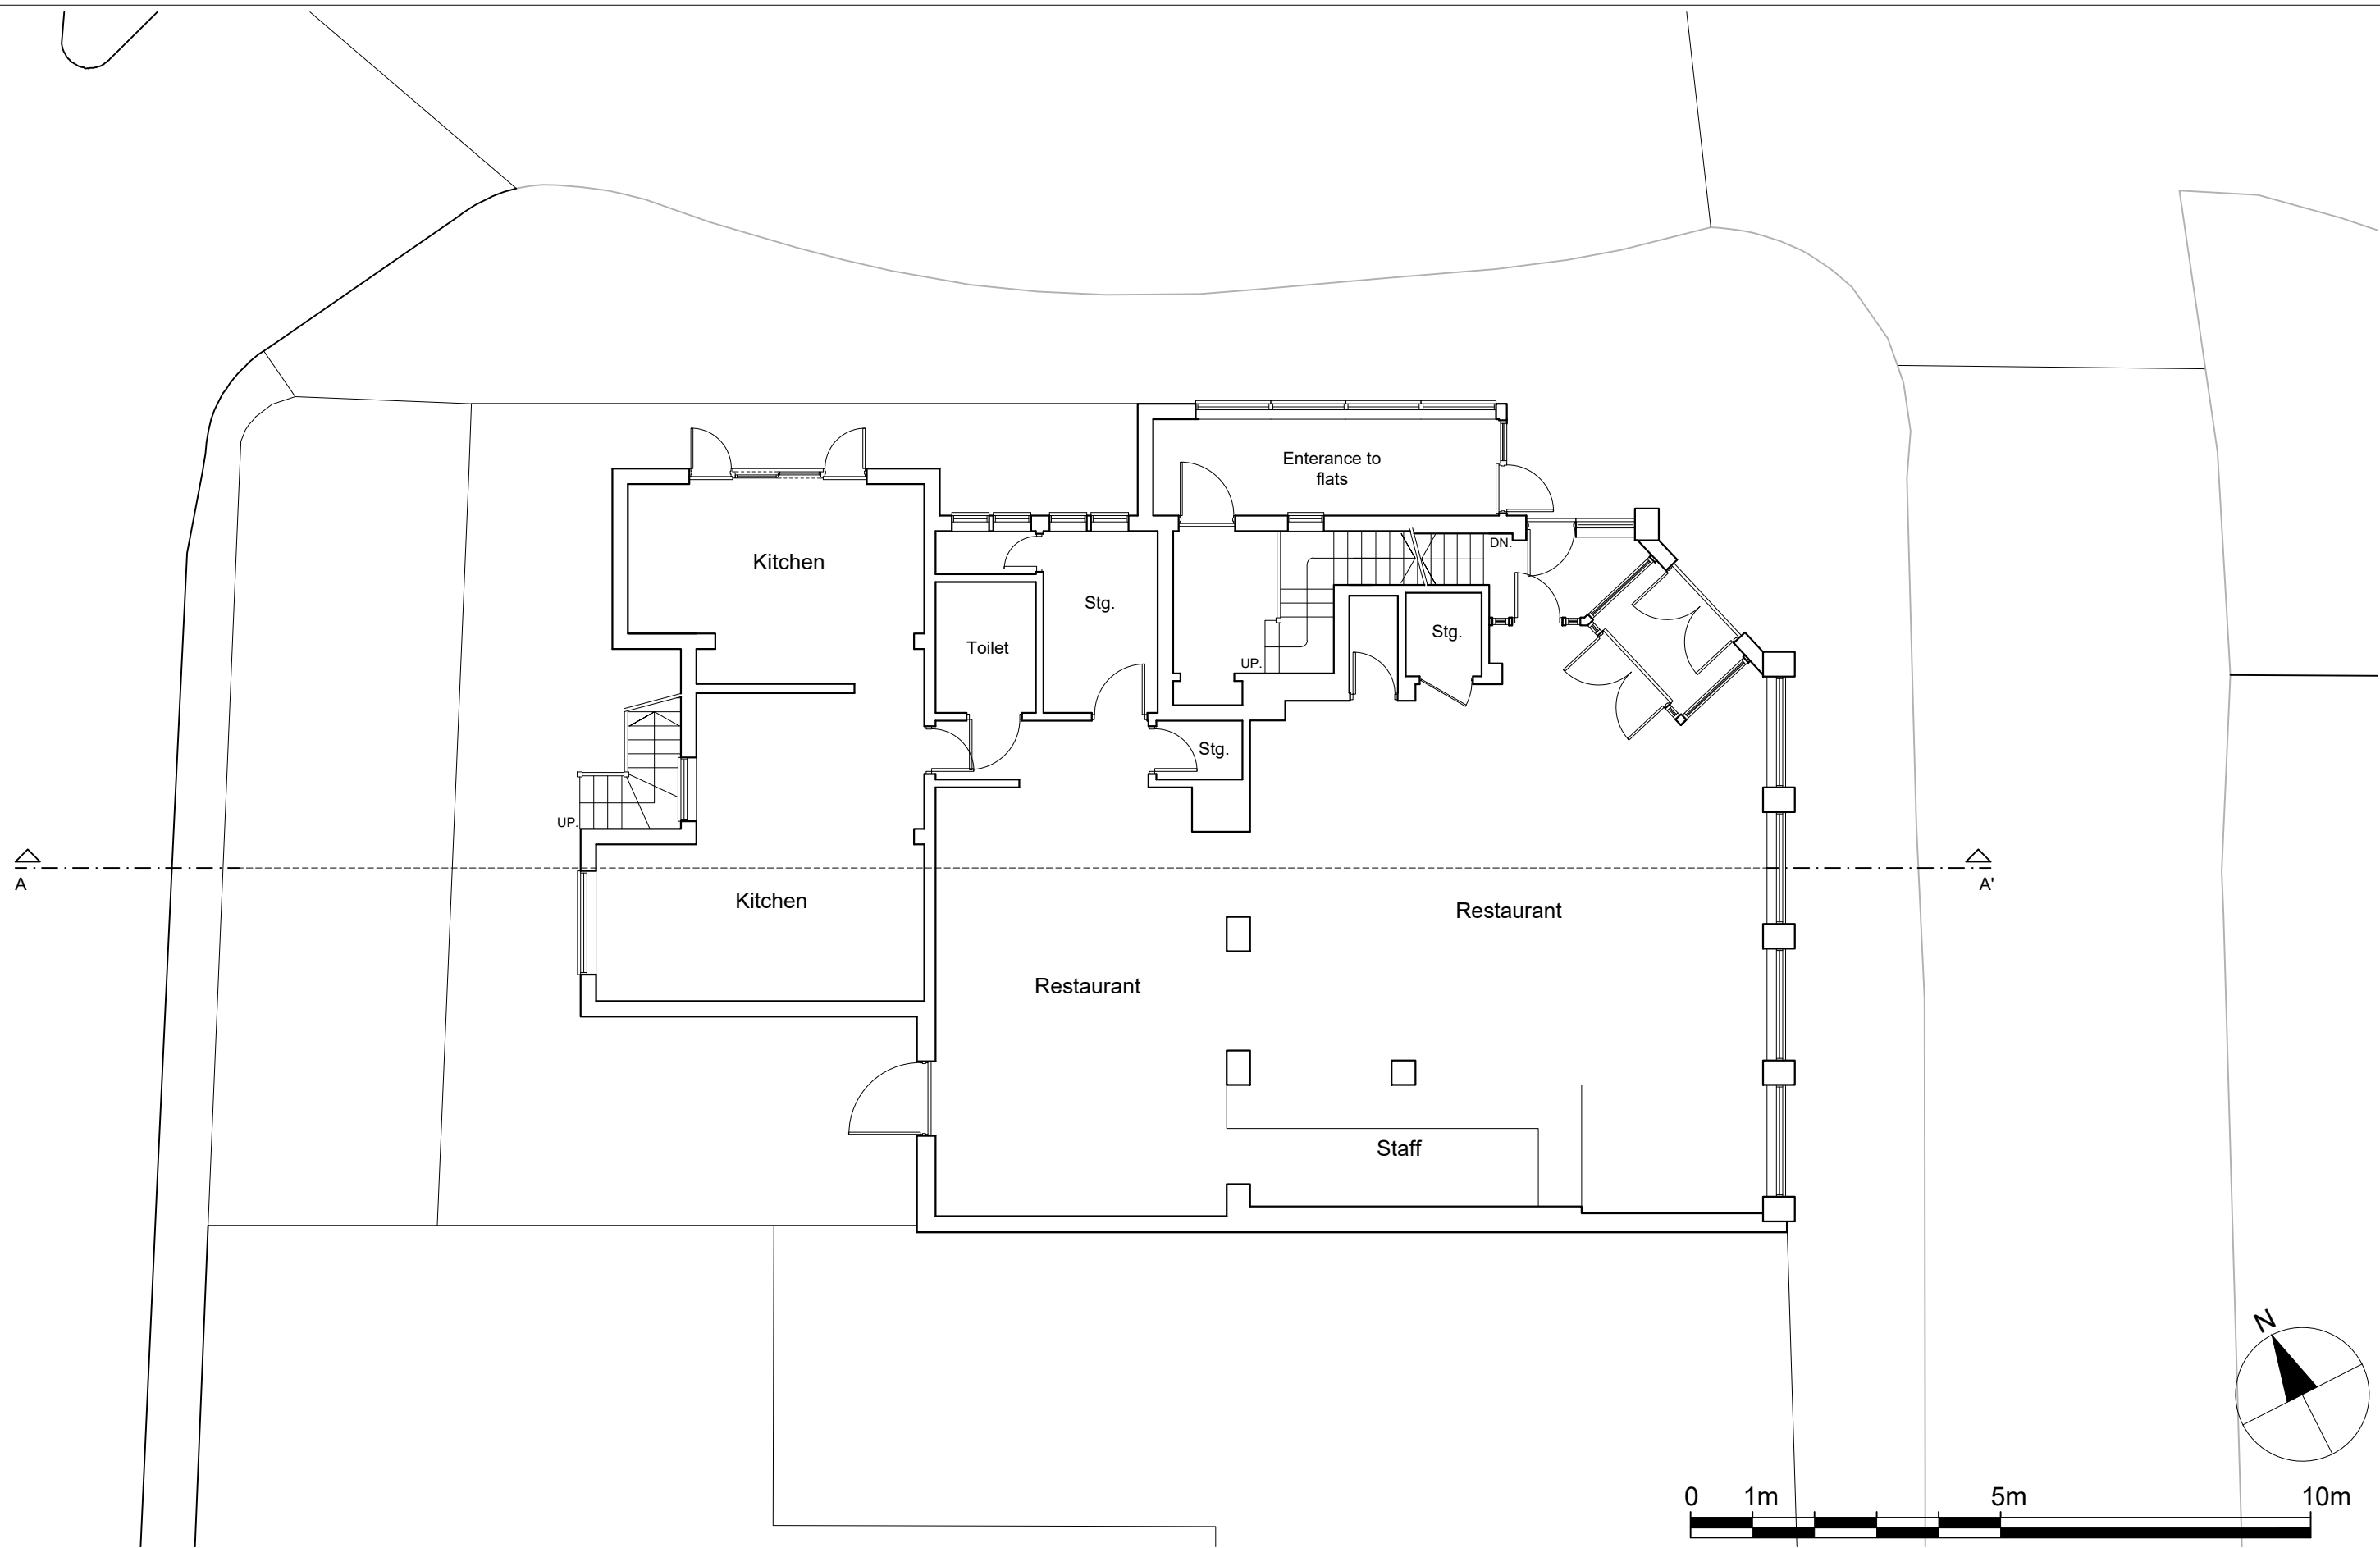 Enterance to
flats
DN.
Kitchen
Stg.
Stg.
Toilet
UP.
Stg.
UP.
A
A'
Kitchen
Restaurant
Restaurant
Staff
N
0 1m 5m 10m